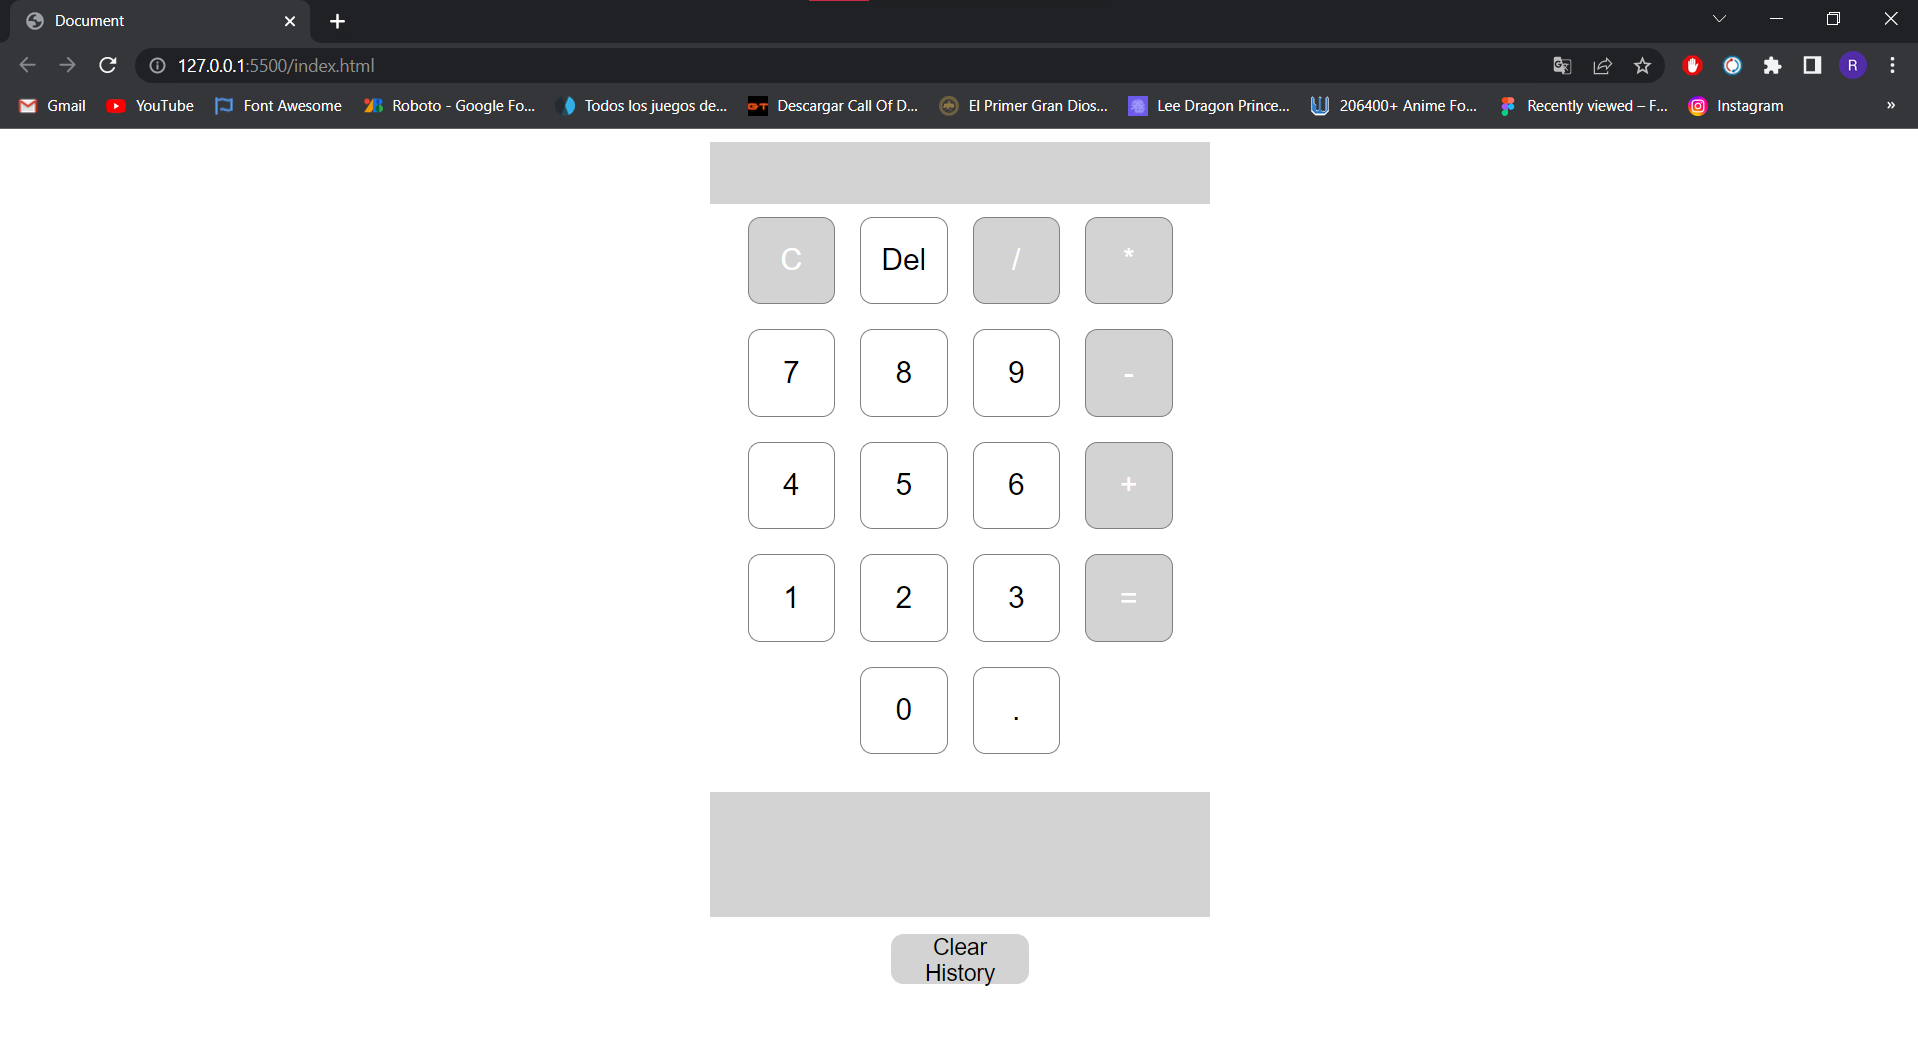 Document
127.0.0.1:5500/index.html
R
Gmail YouTube Font Awesome Roboto - Google Fo... Todos los juegos de... GT Descargar Call Of D... El Primer Gran Dios... Lee Dragon Prince... 206400+ Anime Fo... Recently viewed – F... Instagram »
C Del / *
7 8 9 -
4 5 6 +
1 2 3 =
0 .
Clear
History